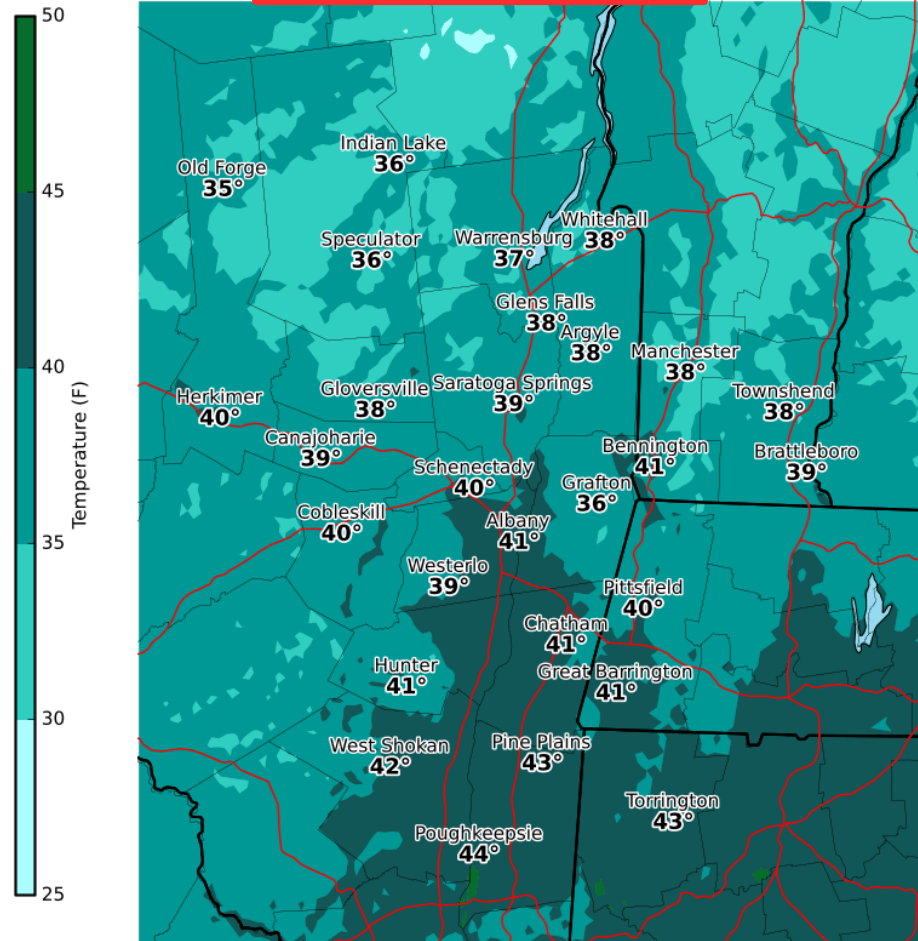 50
45
40
35
30
25
Temperature (F)
Indian Lake
36°
Old Forge
35°
Whitehall
38°
Speculator
36°
Warrensburg
37°
Glens Falls
38°
Argyle
38°
Manchester
38°
Saratoga Springs
39°
Gloversville
38°
Townshend
38°
Herkimer
40°
Canajoharie
39°
Bennington
41°
Brattleboro
39°
Schenectady
40°
Grafton
36°
Cobleskill
40°
Albany
41°
Westerlo
39°
Pittsfield
40°
Chatham
41°
Hunter
41°
Great Barrington
41°
West Shokan
42°
Pine Plains
43°
Torrington
43°
Poughkeepsie
44°